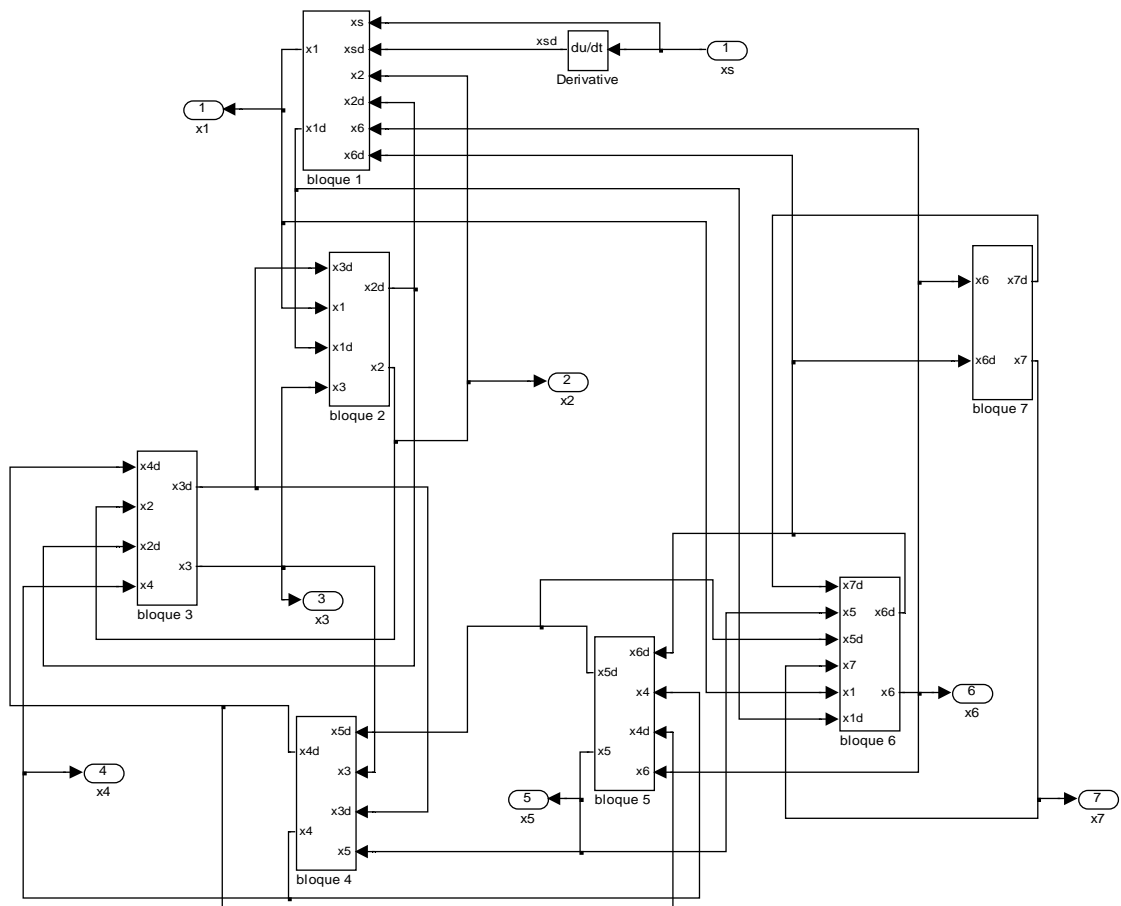 xs
xsd
x2
x2d
x6
x6d
x1
x1d
bloque 1
xsd
du/dt
Derivative
1
xs
1
x1
x3d
x1
x1d
x3
x2d
x2
bloque 2
2
x2
x6
x6d
x7d
x7
bloque 7
x4d
x2
x2d
x4
x3d
x3
bloque 3
3
x3
x7d
x5
x5d
x7
x1
x1d
x6d
x6
bloque 6
6
x6
x6d
x4
x4d
x6
x5d
x5
bloque 5
5
x5
x5d
x3
x3d
x5
x4d
x4
bloque 4
4
x4
7
x7